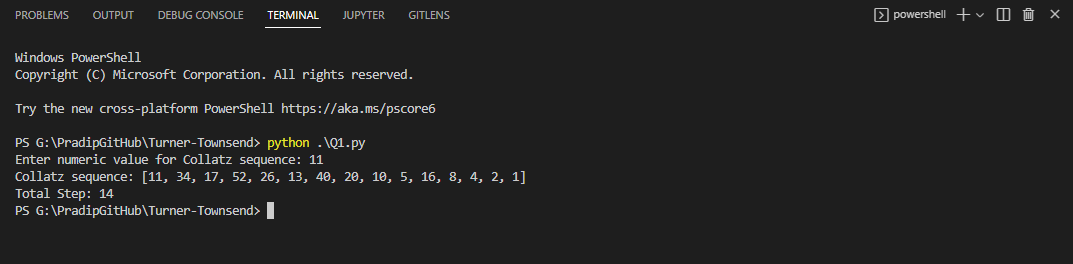 PROBLEMS OUTPUT DEBUG CONSOLE TERMINAL JUPYTER GITLENS powershell
Windows PowerShell
Copyright (C) Microsoft Corporation. All rights reserved.
Try the new cross-platform PowerShell https://aka.ms/pscore6
PS G:\PradipGitHub\Turner-Townsend> python .\Q1.py
Enter numeric value for Collatz sequence: 11
Collatz sequence: [11, 34, 17, 52, 26, 13, 40, 20, 10, 5, 16, 8, 4, 2, 1]
Total Step: 14
PS G:\PradipGitHub\Turner-Townsend>